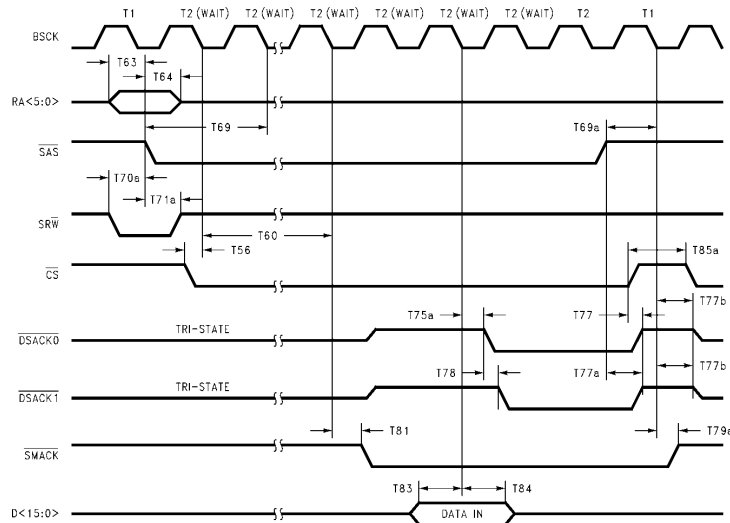 T1 T2 (WAIT) T2 (WAIT) T2 (WAIT) T2 (WAIT) T2 (WAIT) T2 (WAIT) T2 T1
BSCK
T63
T64
RA<5:0>
T69 T69a
SAS
T70a
T71a
SRW
T60
T56 T85a
CS
T77b
T75a T77
DSACK0 TRI-STATE
T77b
T78 T77a
DSACK1 TRI-STATE
T81 T79a
SMACK
T83 T84
D<15:0> DATA IN